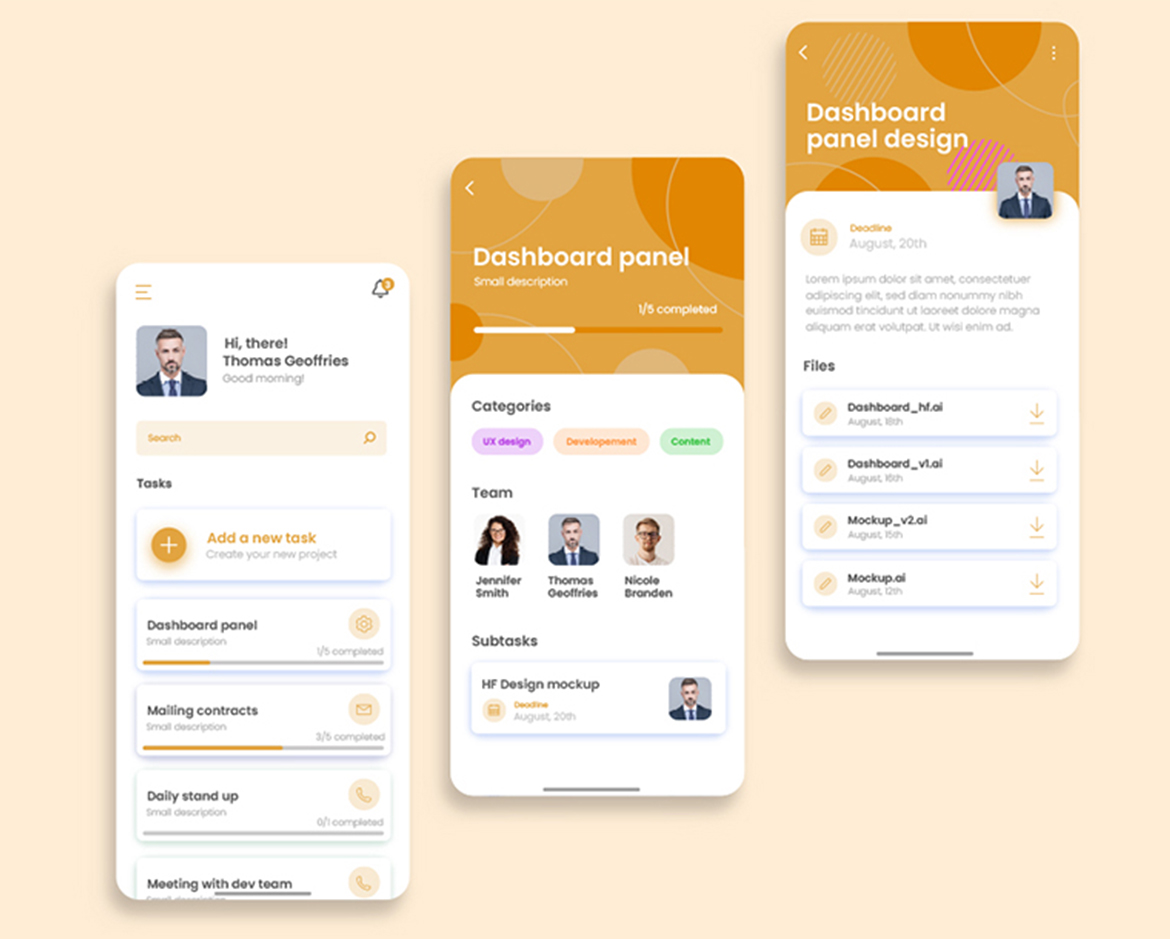 3
Hi, there!
Thomas Geoffries
Good morning!
Search
Tasks
Add a new task
Create your new project
Dashboard panel
Small description
1/5 completed
Mailing contracts
Small description
3/5 completed
Daily stand up
Small description
0/1 completed
Meeting with dev team
Small description
Dashboard panel
Small description
1/5 completed
Categories
UX design
Developement
Content
Team
Jennifer
Smith
Thomas
Geoffries
Nicole
Branden
Subtasks
HF Design mockup
Deadline
August, 20th
Dashboard
panel design
Deadline
August, 20th
Lorem ipsum dolor sit amet, consectetuer
adipiscing elit, sed diam nonummy nibh
euismod tincidunt ut laoreet dolore magna
aliquam erat volutpat. Ut wisi enim ad.
Files
Dashboard_hf.ai
August, 18th
Dashboard_v1.ai
August, 16th
Mockup_v2.ai
August, 15th
Mockup.ai
August, 12th